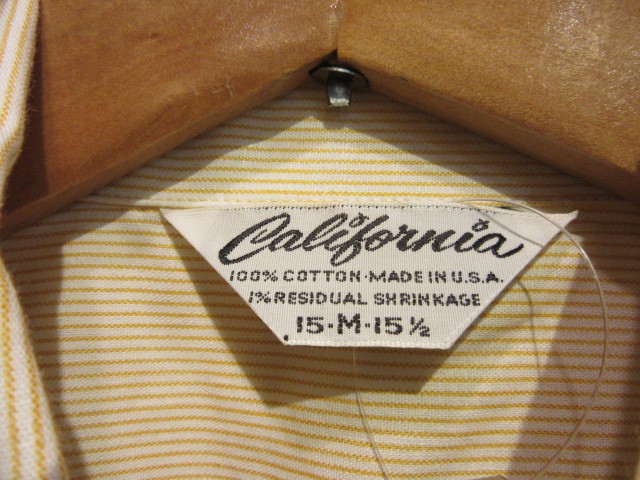 California
100% COTTON·MADE IN U.S.A.
1% RESIDUAL SHRINKAGE
15·M·15½